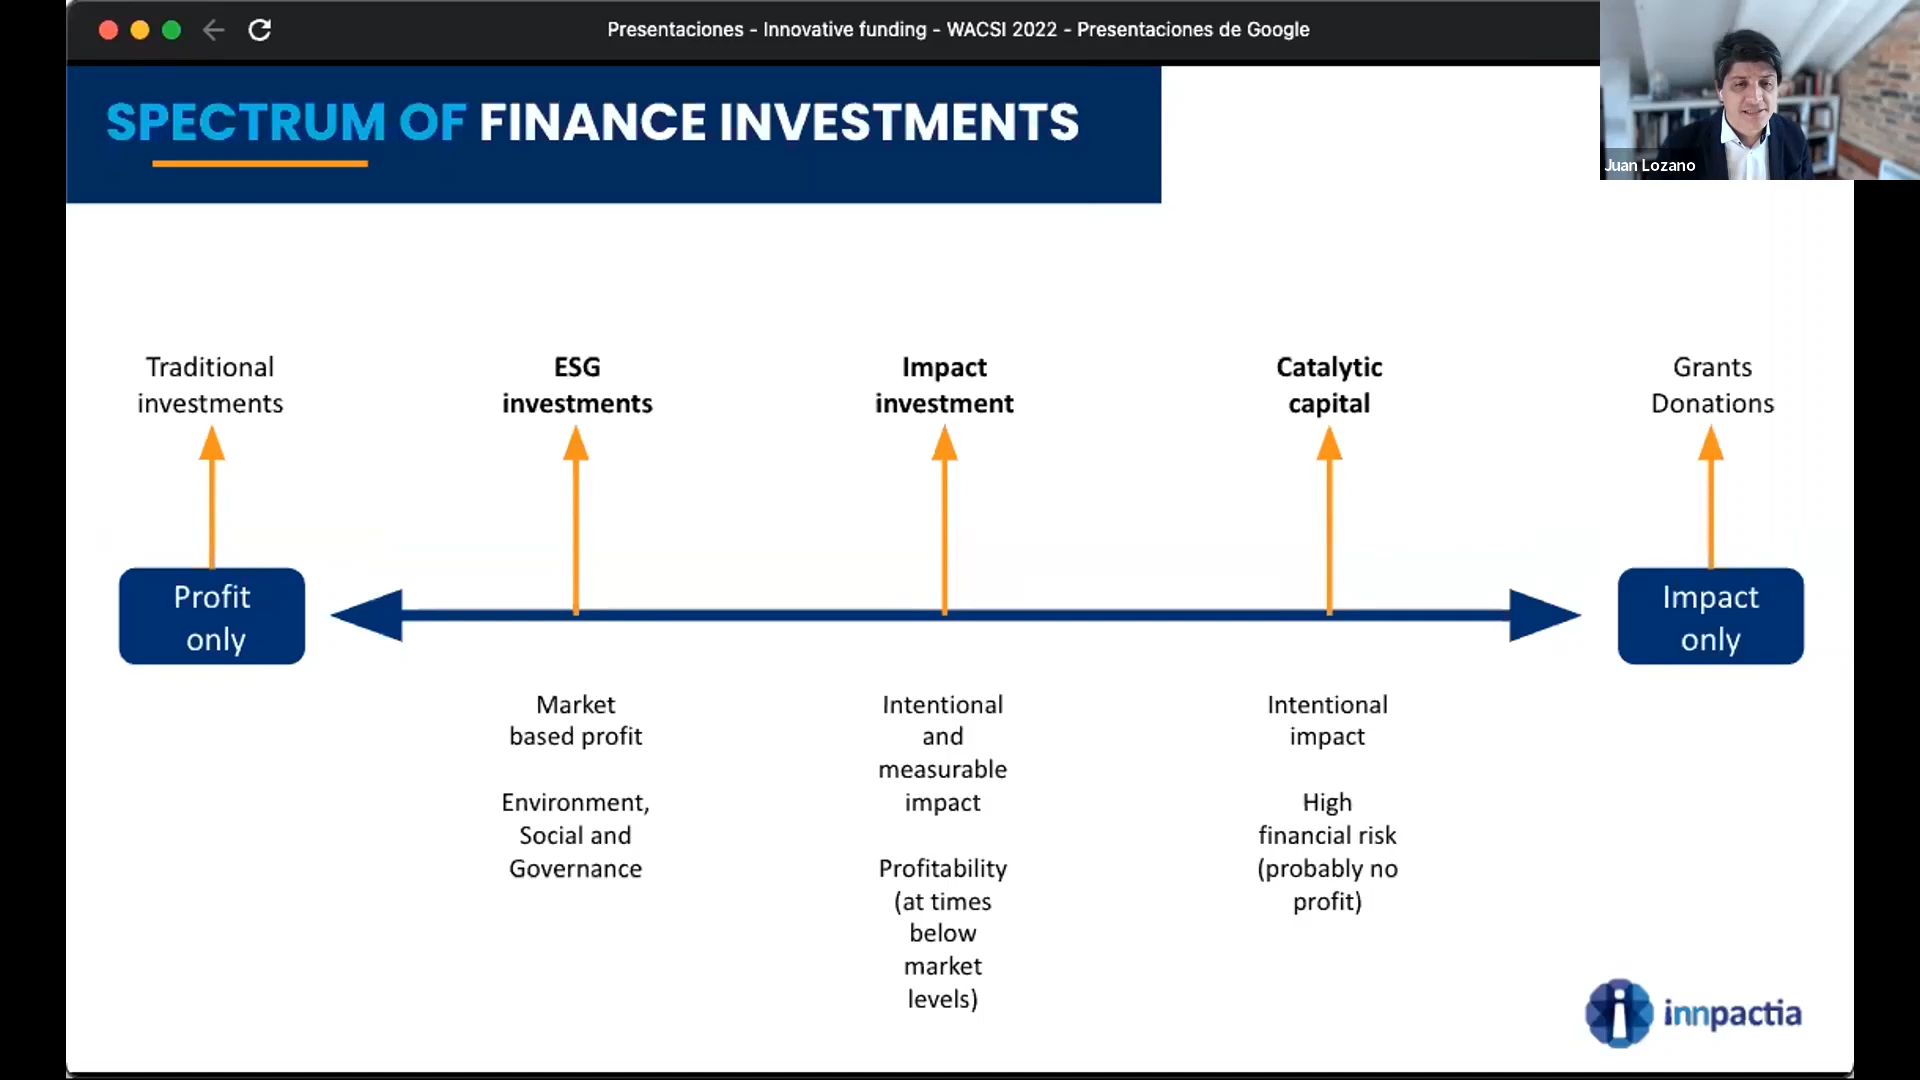 Presentaciones - Innovative funding - WACSI 2022 - Presentaciones de Google
Juan Lozano
SPECTRUM OF FINANCE INVESTMENTS
Traditional
investments
ESG
investments
Impact
investment
Catalytic
capital
Grants
Donations
Profit
only
Impact
only
Market
based profit
Environment,
Social and
Governance
Intentional
and
measurable
impact
Profitability
(at times
below
market
levels)
Intentional
impact
High
financial risk
(probably no
profit)
innpactia